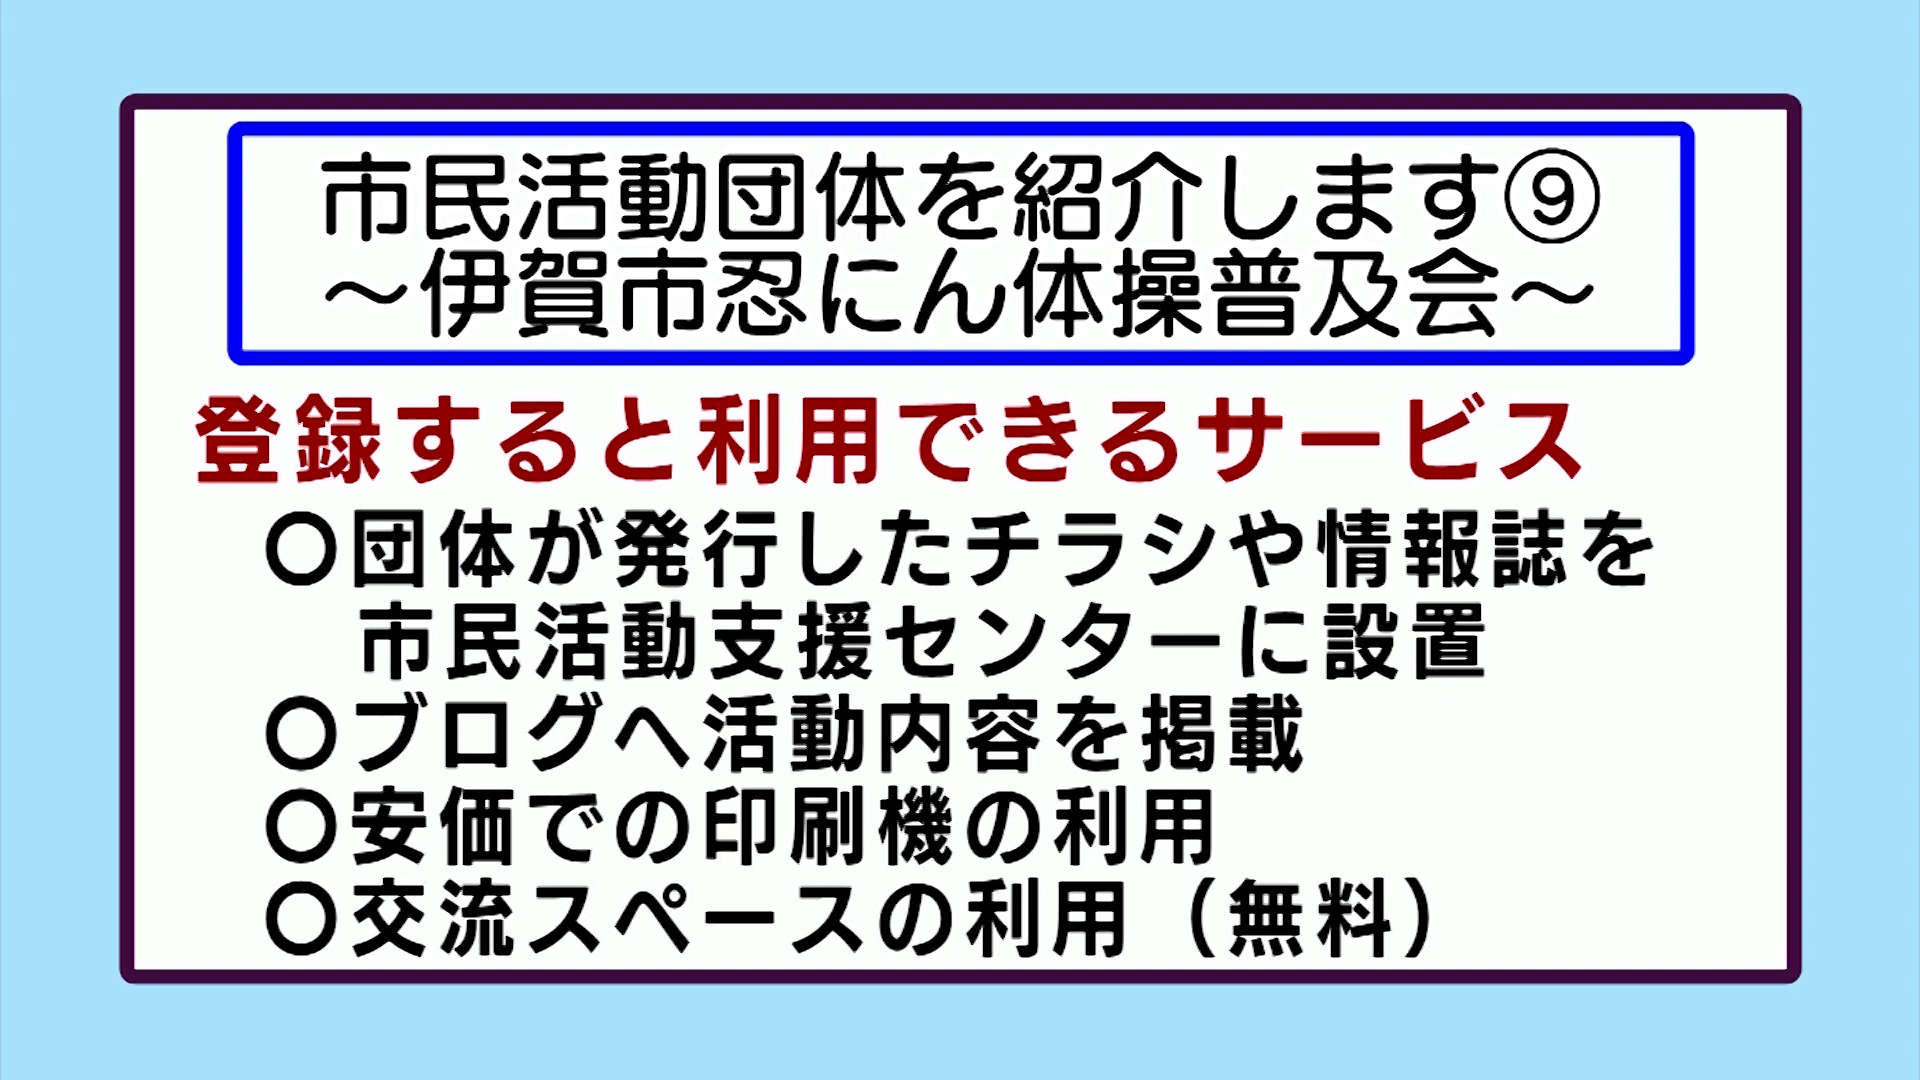 市民活動団体を紹介します⑨
～伊賀市忍にん体操普及会～
登録すると利用できるサービス
〇団体が発行したチラシや情報誌を
市民活動支援センターに設置
〇ブログへ活動内容を掲載
〇安価での印刷機の利用
〇交流スペースの利用（無料）